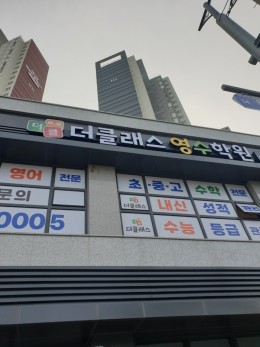 더클 더클래스 영수학원
영어 전문
문의
0005
초·중·고 수학 전문
더클래스 내신 성적
더클래스 수능 등급